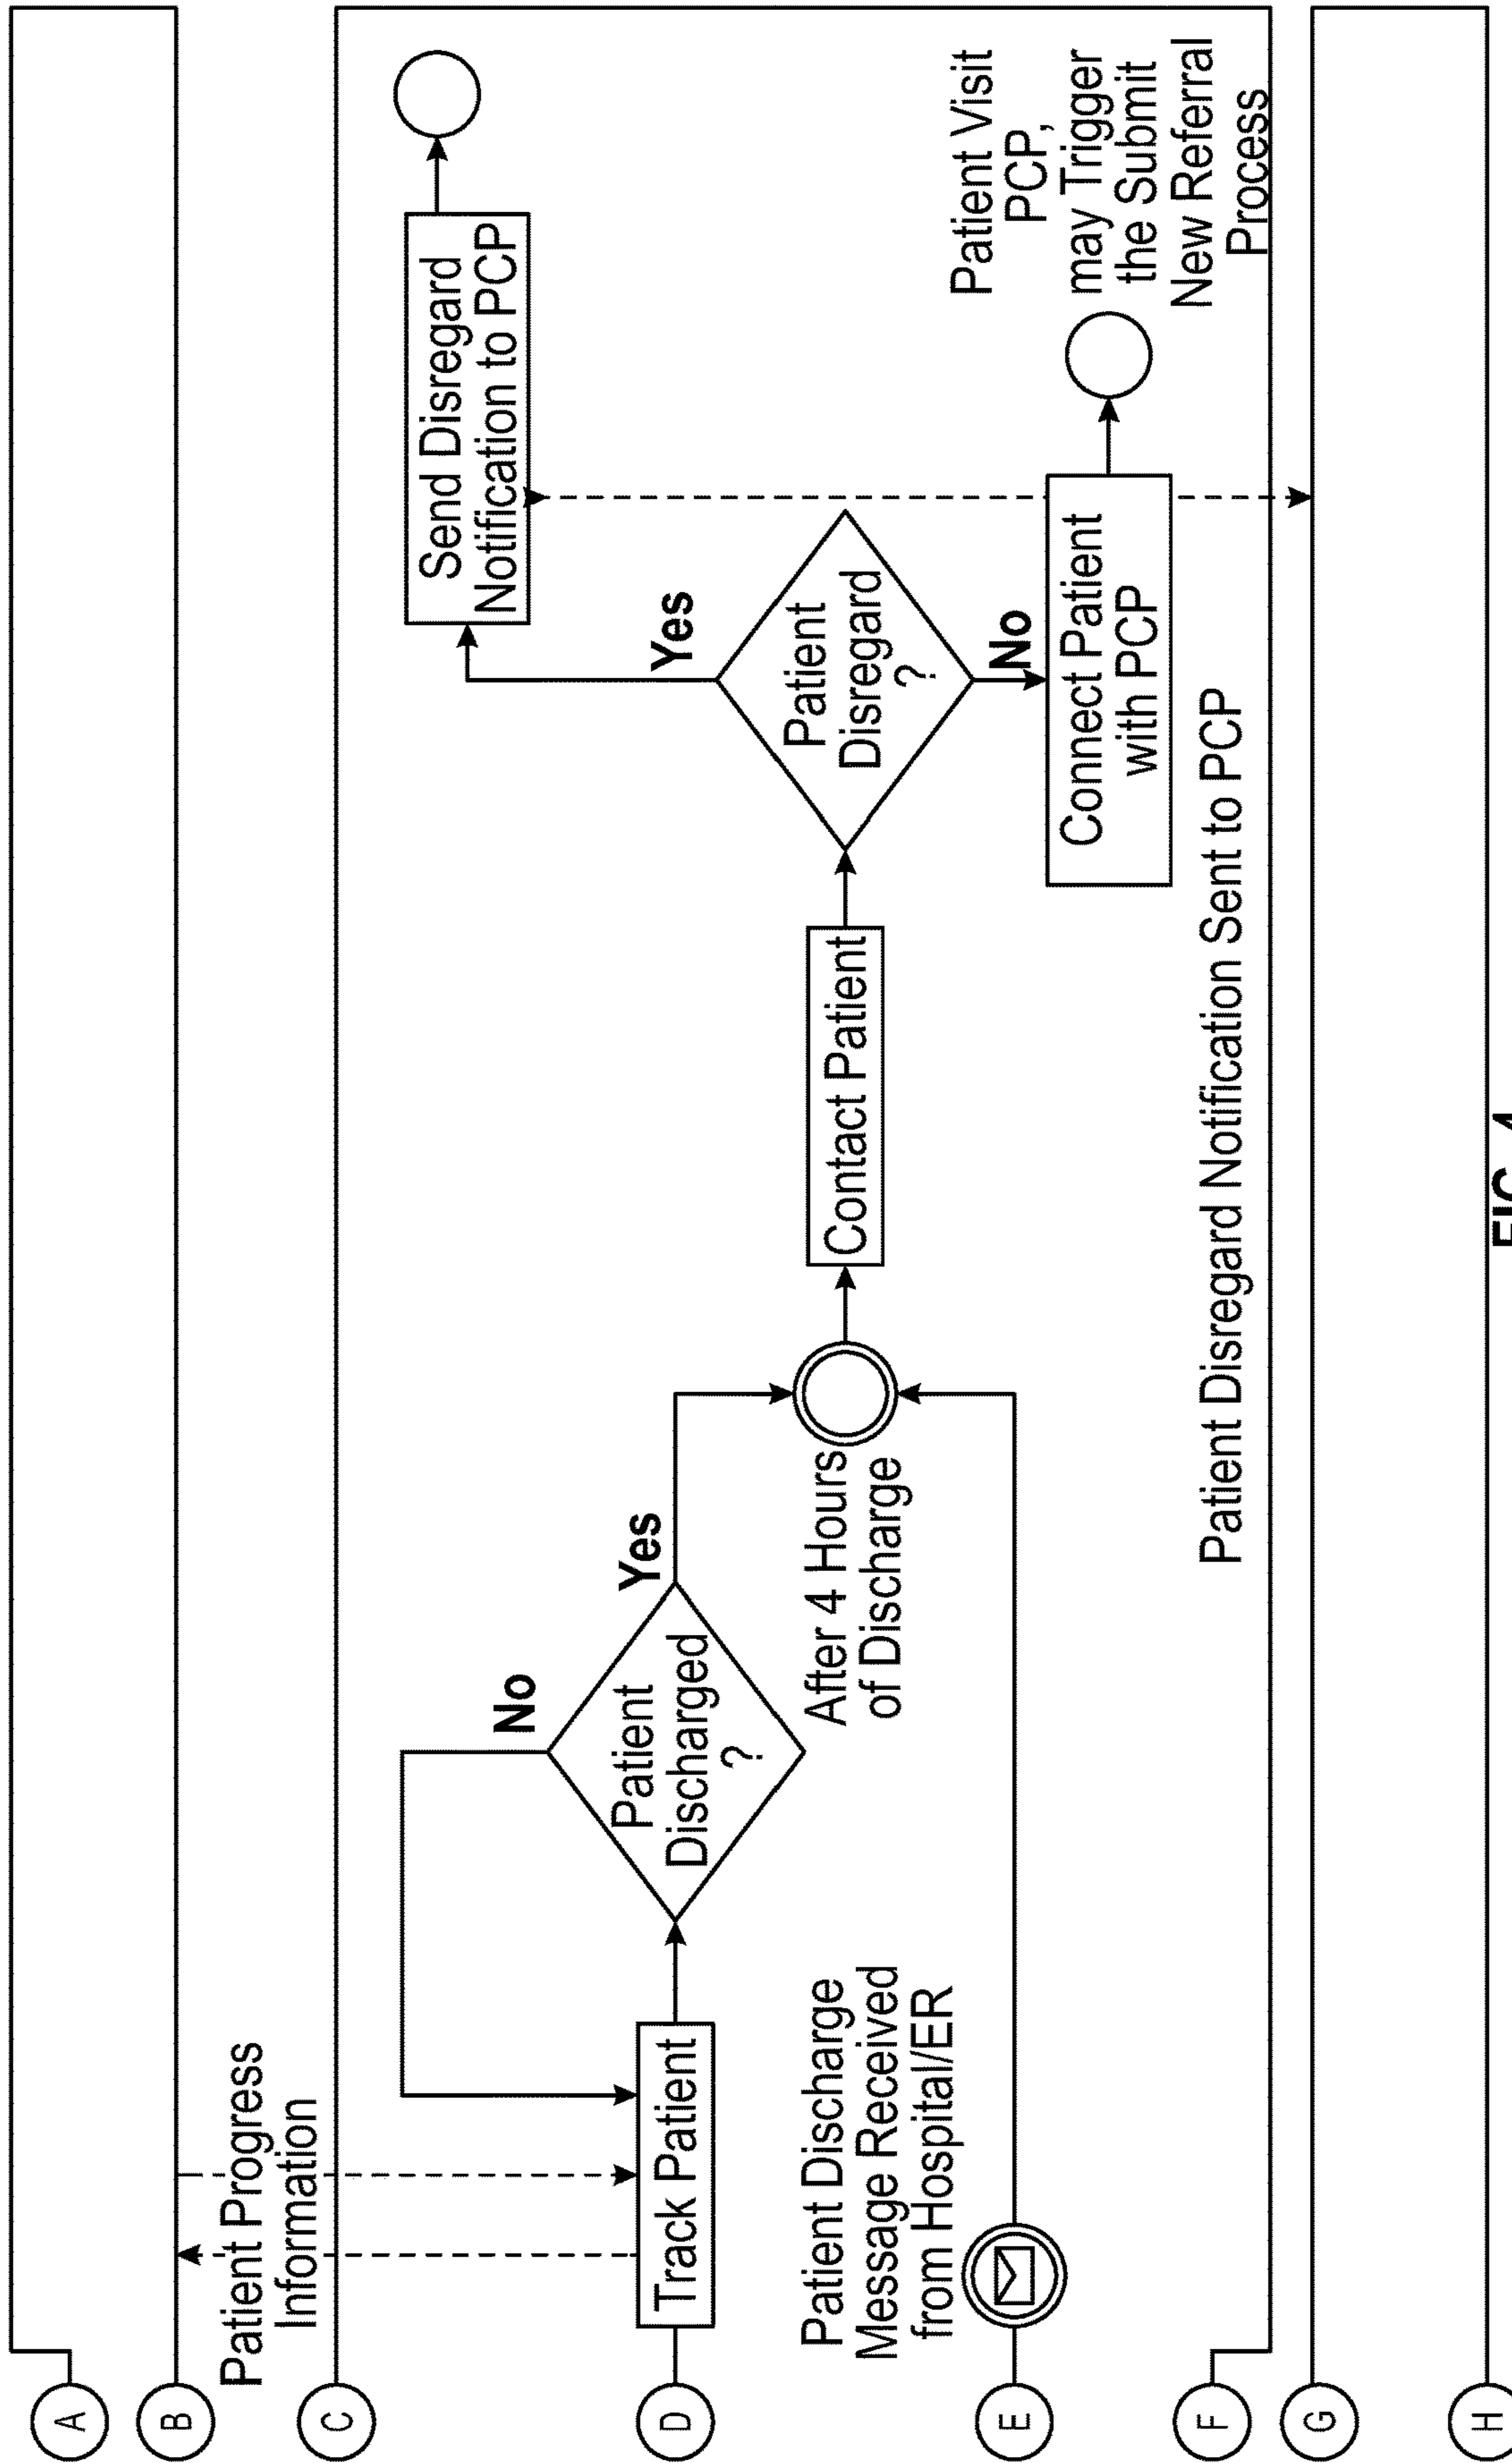 A
B
Patient Progress
Information
C
Send Disregard
Notification to PCP
No
D
Track Patient
Patient
Discharged
?
Yes
Yes
Patient Discharge
Message Received
from Hospital/ER
After 4 Hours
of Discharge
Contact Patient
Patient
Disregard
?
No
E
Connect Patient
with PCP
Patient Visit
PCP,
may Trigger
the Submit
New Referral
Process
F
Patient Disregard Notification Sent to PCP
G
H